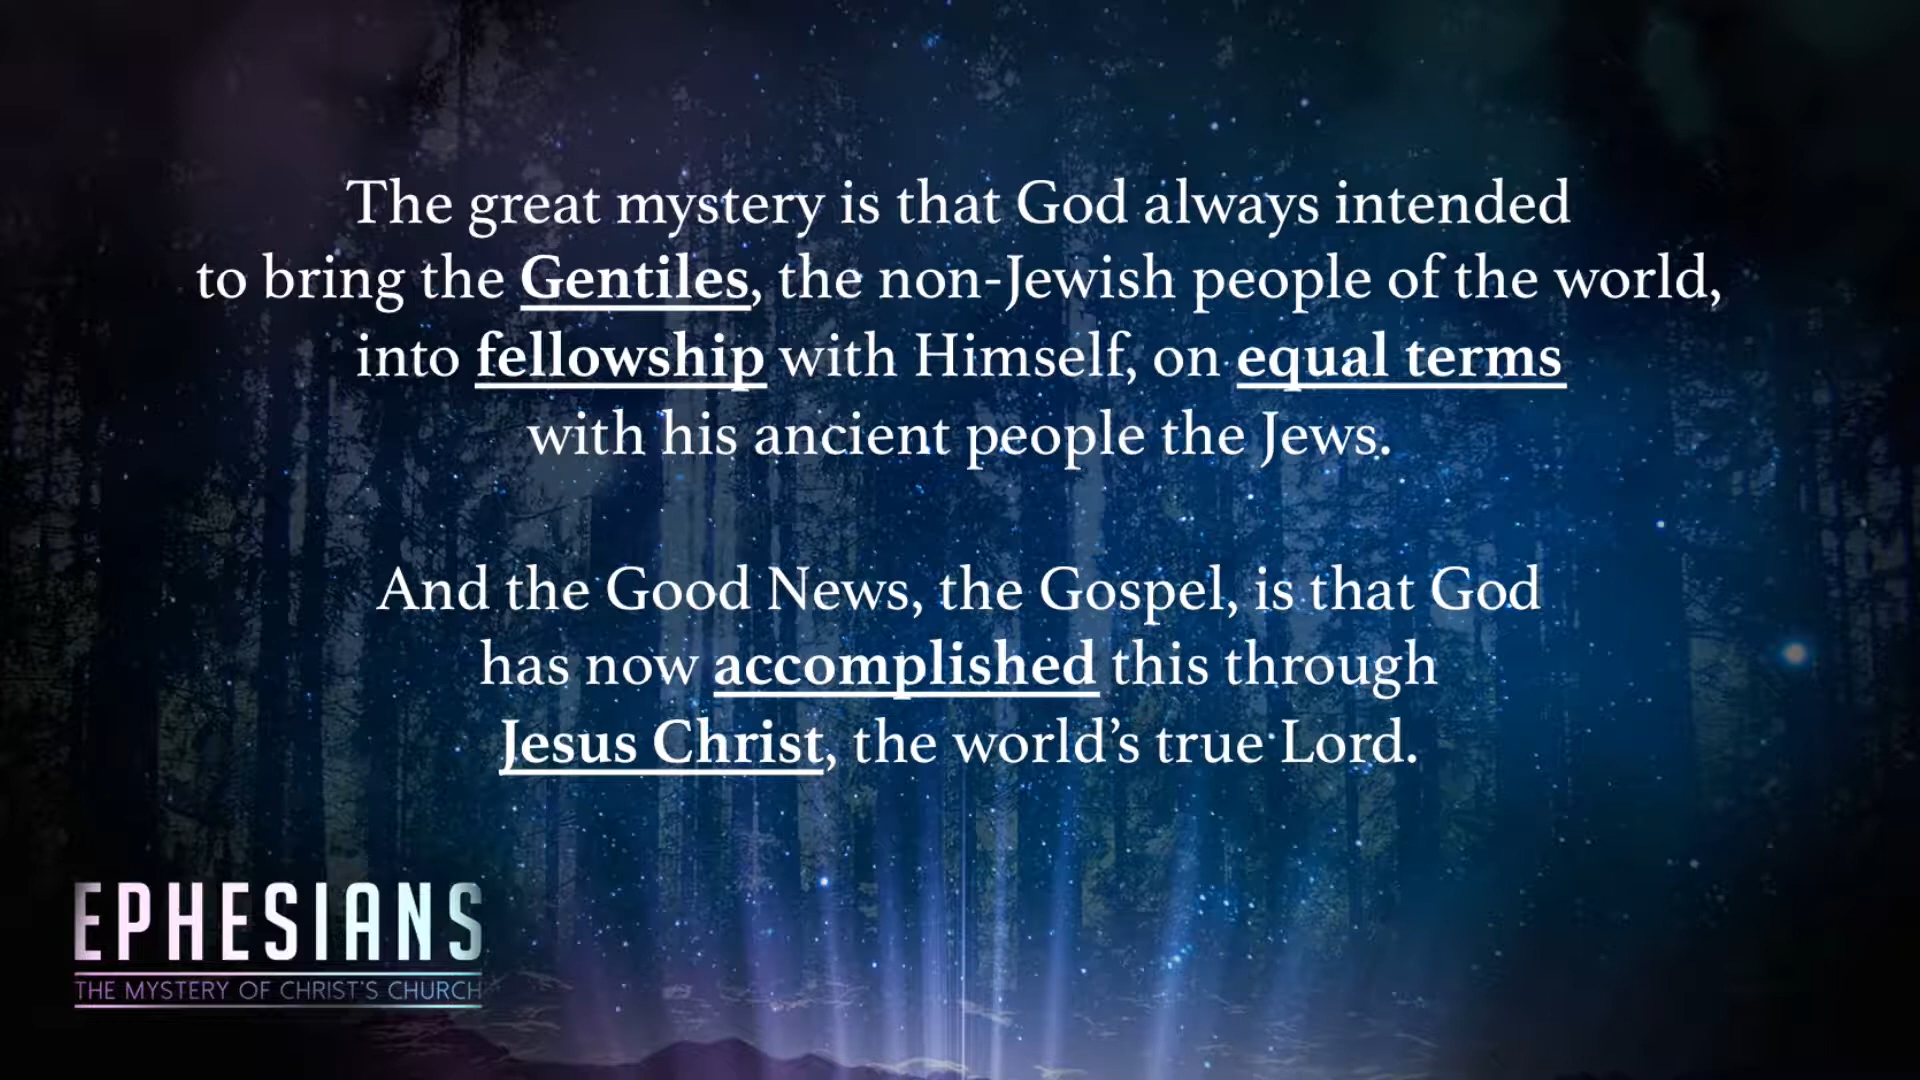 The great mystery is that God always intended
to bring the Gentiles, the non-Jewish people of the world,
into fellowship with Himself, on equal terms
with his ancient people the Jews.
And the Good News, the Gospel, is that God
has now accomplished this through
Jesus Christ, the world’s true Lord.
EPHESIANS
THE MYSTERY OF CHRIST'S CHURCH